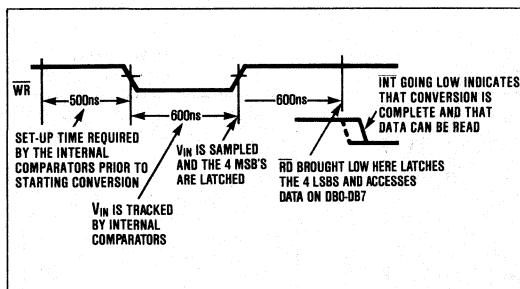 WR
500ns
600ns
600ns
INT GOING LOW INDICATES
THAT CONVERSION IS
COMPLETE AND THAT
DATA CAN BE READ
SET-UP TIME REQUIRED
BY THE INTERNAL
COMPARATORS PRIOR TO
STARTING CONVERSION
VIN IS SAMPLED
AND THE 4 MSB'S
ARE LATCHED
RD BROUGHT LOW HERE LATCHES
THE 4 LSBS AND ACCESSES
DATA ON DB0-DB7
VIN IS TRACKED
BY INTERNAL
COMPARATORS